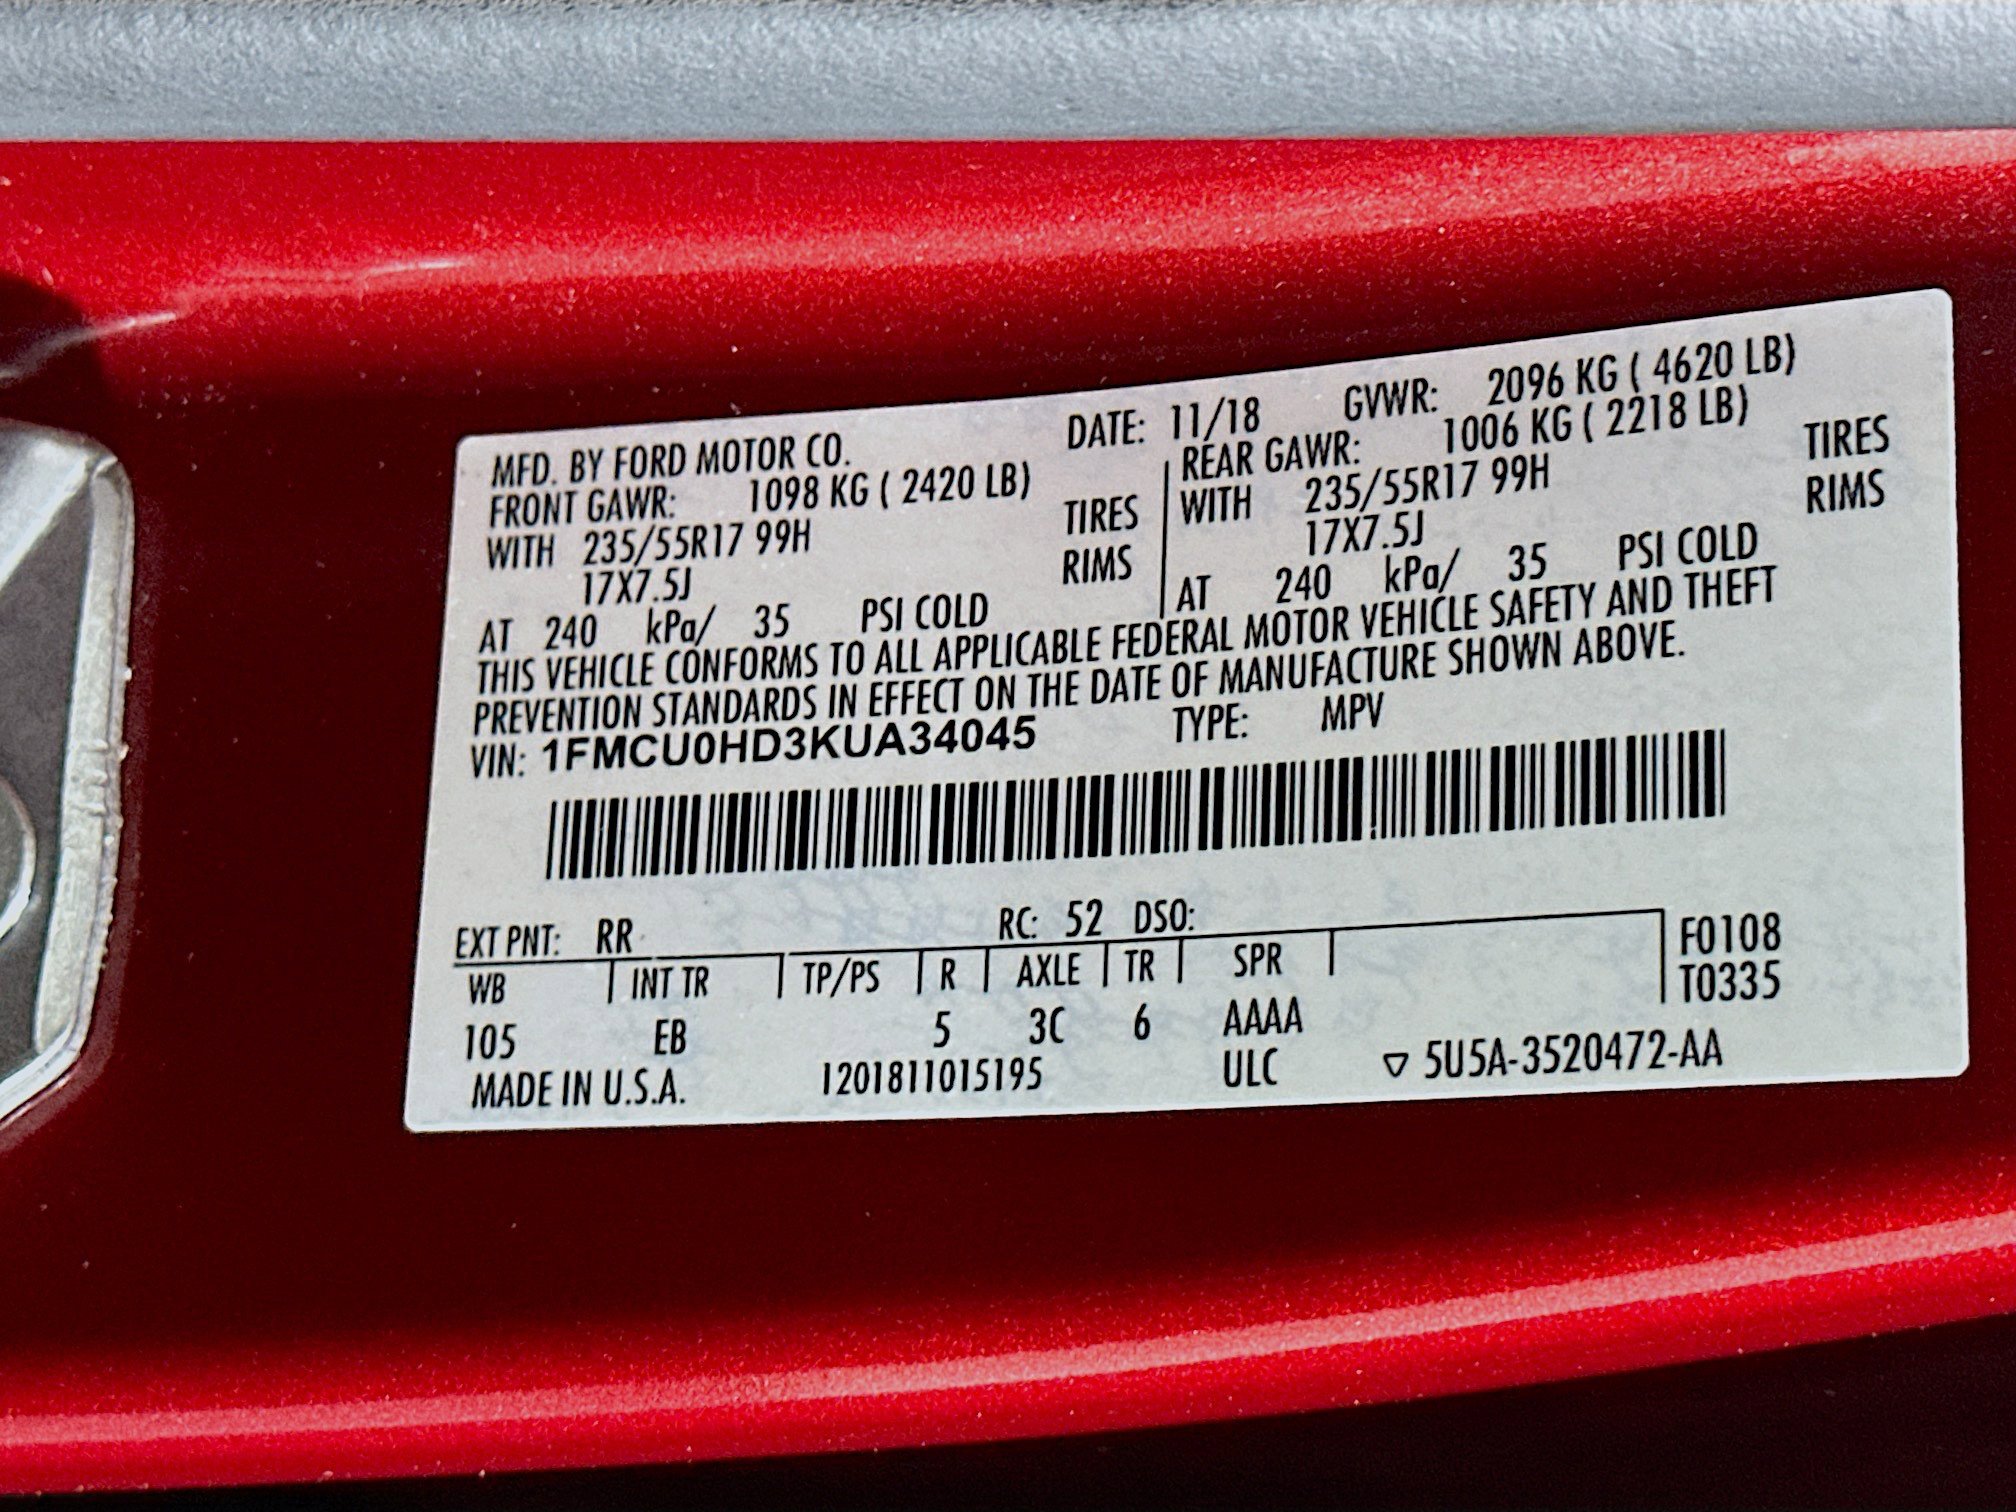 MFD. BY FORD MOTOR CO. DATE: 11/18 GVWR: 2096 KG ( 4620 LB)
FRONT GAWR: 1098 KG ( 2420 LB) REAR GAWR: 1006 KG ( 2218 LB)
WITH 235/55R17 99H TIRES WITH 235/55R17 99H TIRES
17X7.5J RIMS 17X7.5J RIMS
AT 240 kPa/ 35 PSI COLD AT 240 kPa/ 35 PSI COLD
THIS VEHICLE CONFORMS TO ALL APPLICABLE FEDERAL MOTOR VEHICLE SAFETY AND THEFT
PREVENTION STANDARDS IN EFFECT ON THE DATE OF MANUFACTURE SHOWN ABOVE.
VIN: 1FMCU0HD3KUA34045 TYPE: MPV
EXT PNT: RR RC: 52 DSO: F0108
WB INT TR TP/PS R AXLE TR SPR T0335
105 EB 5 3C 6 AAAA
MADE IN U.S.A. 1201811015195 ULC ▽ 5U5A-3520472-AA